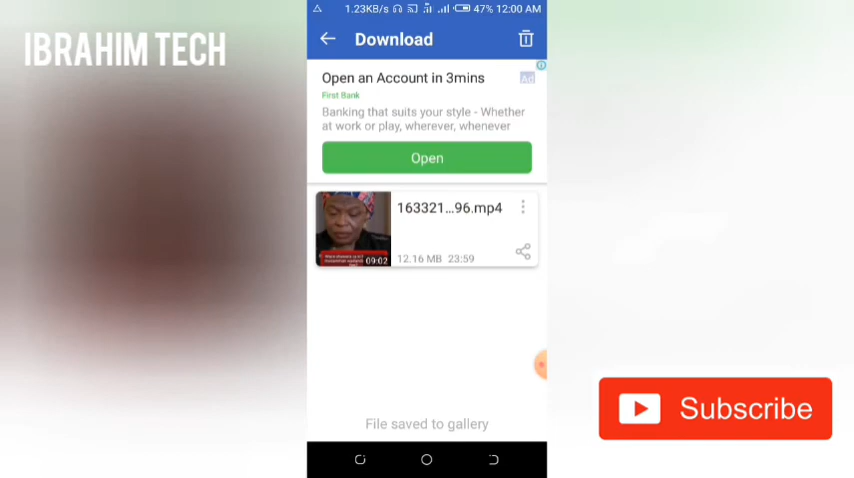 IBRAHIM TECH
1.23KB/s 47% 12:00 AM
Download
Open an Account in 3mins
Ad
First Bank
Banking that suits your style - Whether
at work or play, wherever, whenever
Open
163321...96.mp4
09:02
12.16 MB 23:59
File saved to gallery
Subscribe